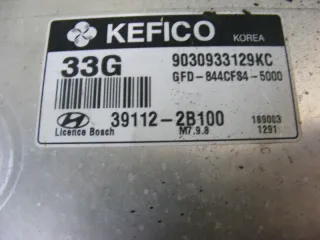 KEFICO KOREA
33G 9030933129KC
GFD-844CFS4-5000
39112-2B100
Licence Bosch M7.9.8 189003
1291